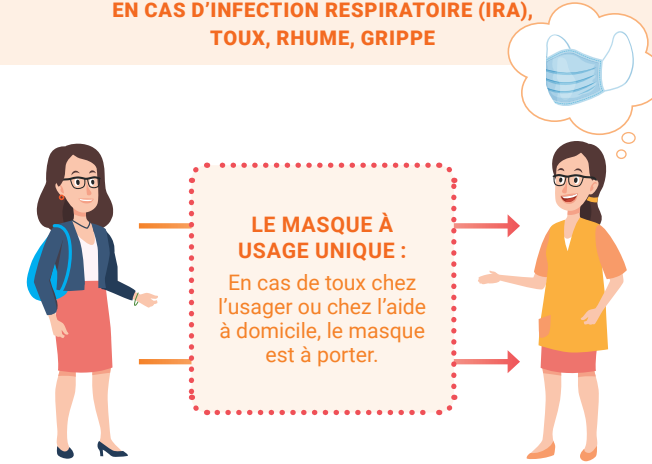 EN CAS D’INFECTION RESPIRATOIRE (IRA),
TOUX, RHUME, GRIPPE
LE MASQUE À
USAGE UNIQUE :
En cas de toux chez
l’usager ou chez l’aide
à domicile, le masque
est à porter.